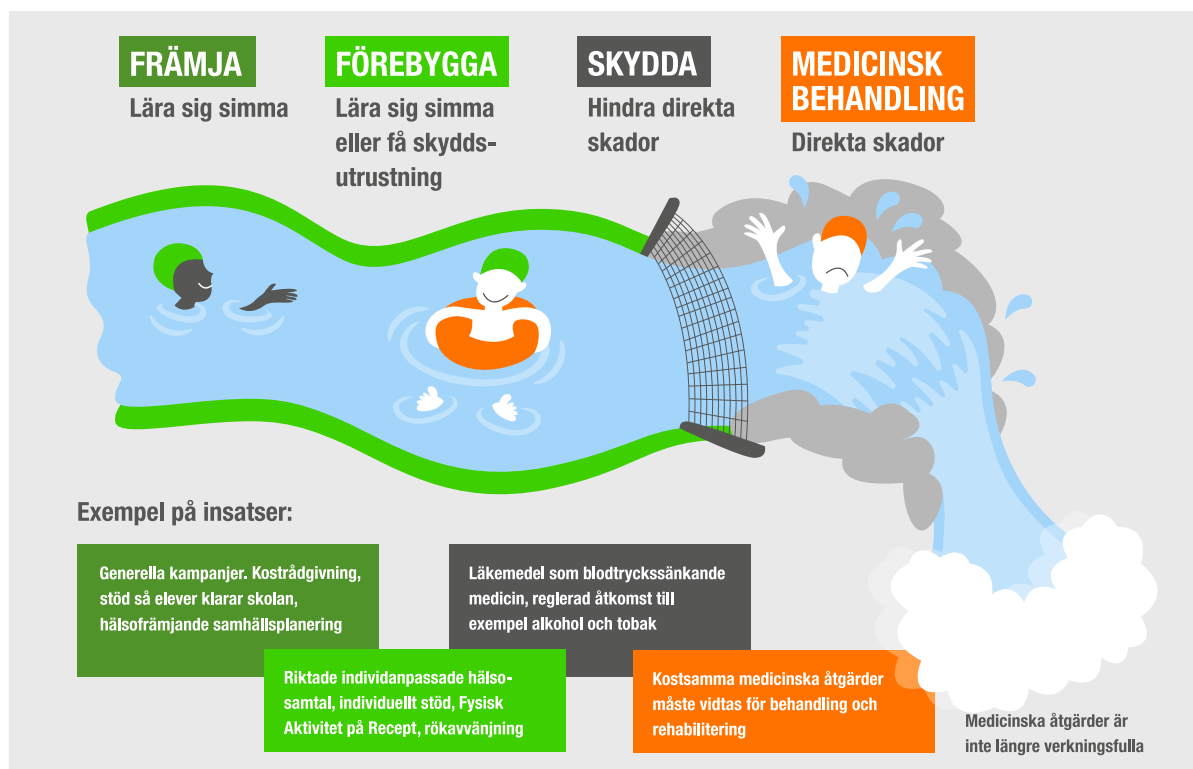 FRÄMJA
Lära sig simma
FÖREBYGGA
Lära sig simma
eller få skydds-
utrustning
SKYDDA
Hindra direkta
skador
MEDICINSK
BEHANDLING
Direkta skador
Exempel på insatser:
Generella kampanjer. Kostrådgivning,
stöd så elever klarar skolan,
hälsofrämjande samhällsplanering
Riktade individanpassade hälso-
samtal, individuellt stöd, Fysisk
Aktivitet på Recept, rökavvänjning
Läkemedel som blodtryckssänkande
medicin, reglerad åtkomst till
exempel alkohol och tobak
Kostsamma medicinska åtgärder
måste vidtas för behandling och
rehabilitering
Medicinska åtgärder är
inte längre verkningsfulla